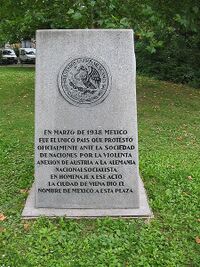 EN MARZO DE 1938 MEXICO
FUE EL UNICO PAIS QUE PROTESTO
OFICIALMENTE ANTE LA SOCIEDAD
DE NACIONES POR LA VIOLENTA
ANEXION DE AUSTRIA A LA ALEMANIA
NACIONALSOCIALISTA.
EN HOMENAJE A ESE ACTO
LA CIUDAD DE VIENA DIO EL
NOMBRE DE MEXICO A ESTA PLAZA